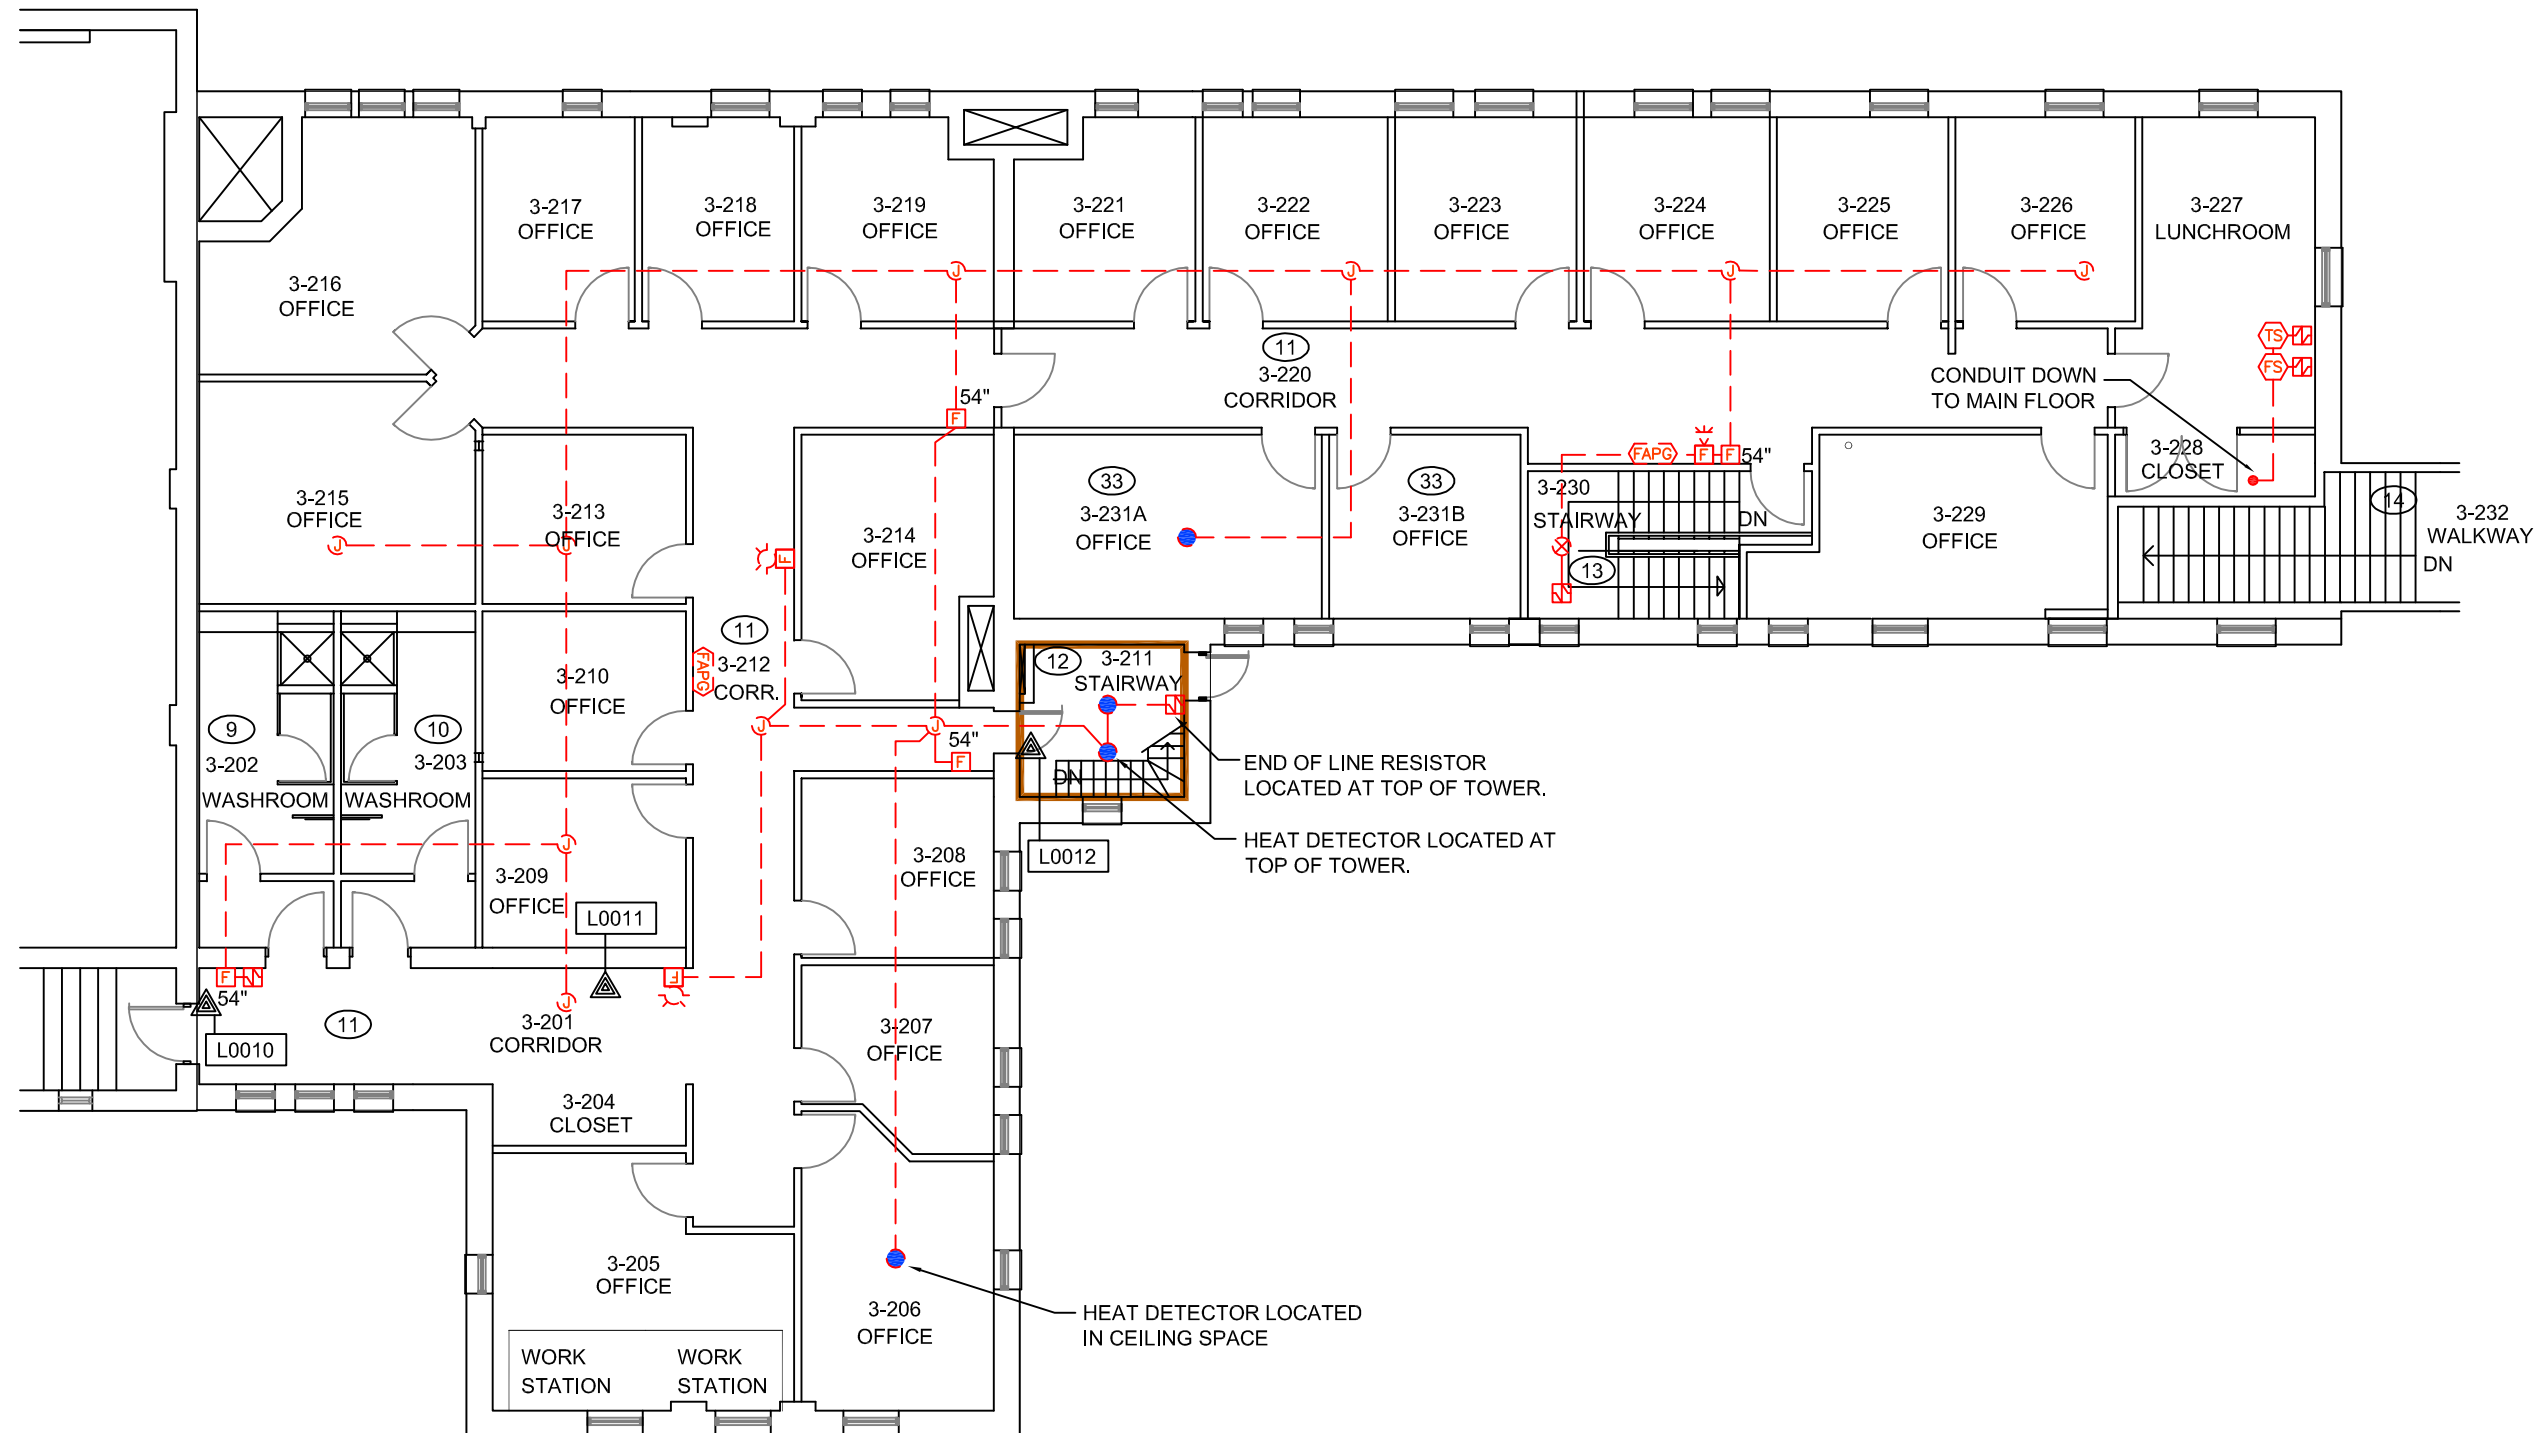 3-217
OFFICE
3-218
OFFICE
3-219
OFFICE
3-221
OFFICE
3-222
OFFICE
3-223
OFFICE
3-224
OFFICE
3-225
OFFICE
3-226
OFFICE
3-227
LUNCHROOM
3-216
OFFICE
J
J
J
J
TS
FS
11
3-220
CORRIDOR
CONDUIT DOWN
TO MAIN FLOOR
54"
F
FAPG
F
F
54"
3-228
CLOSET
3-215
OFFICE
J
3-213
OFFICE
J
3-214
OFFICE
F
33
3-231A
OFFICE
33
3-231B
OFFICE
3-230
STAIRWAY
DN
13
3-229
OFFICE
14
3-232
WALKWAY
DN
3-210
OFFICE
FAPG
11
3-212
CORR.
12
3-211
STAIRWAY
DN
9
3-202
WASHROOM
10
3-203
WASHROOM
J
J
54"
F
END OF LINE RESISTOR
LOCATED AT TOP OF TOWER.
HEAT DETECTOR LOCATED AT
TOP OF TOWER.
L0012
J
3-209
OFFICE
L0011
3-208
OFFICE
F
54"
L0010
11
J
F
3-201
CORRIDOR
3-207
OFFICE
3-204
CLOSET
3-205
OFFICE
3-206
OFFICE
HEAT DETECTOR LOCATED
IN CEILING SPACE
WORK
STATION
WORK
STATION